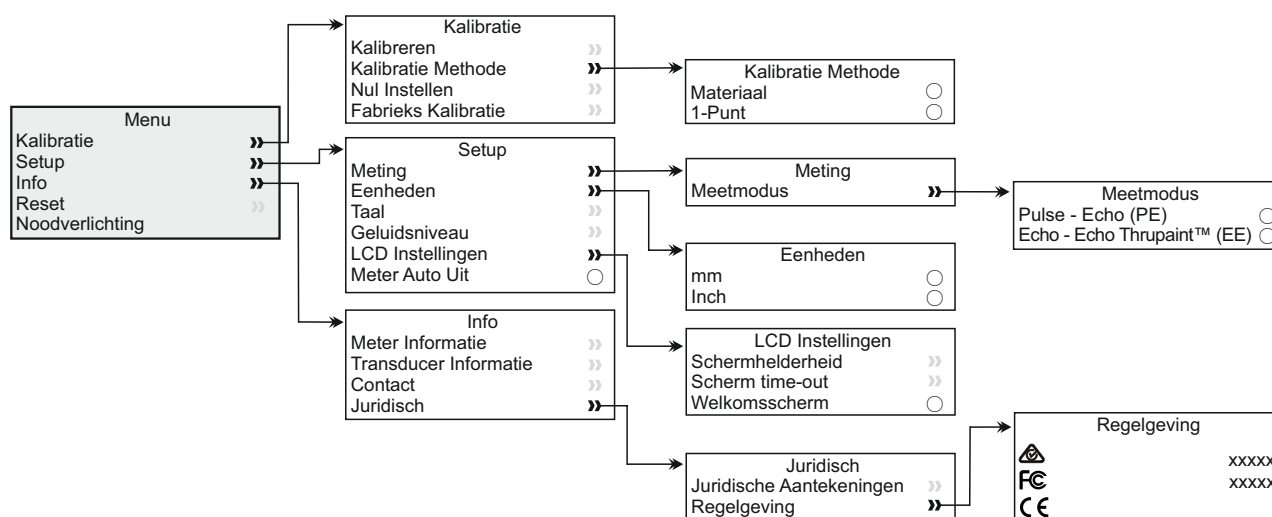 Menu
Kalibratie
Setup
Info
Reset
Noodverlichting
Kalibratie
Kalibreren
Kalibratie Methode
Nul Instellen
Fabrieks Kalibratie
Kalibratie Methode
Materiaal
1-Punt
Setup
Meting
Eenheden
Taal
Geluidsniveau
LCD Instellingen
Meter Auto Uit
Meting
Meetmodus
Meetmodus
Pulse - Echo (PE)
Echo - Echo Thrupaint™ (EE)
Eenheden
mm
Inch
LCD Instellingen
Schermhelderheid
Scherm time-out
Welkomsscherm
Info
Meter Informatie
Transducer Informatie
Contact
Juridisch
Juridisch
Juridische Aantekeningen
Regelgeving
Regelgeving
xxxxx
FC xxxxx
CE